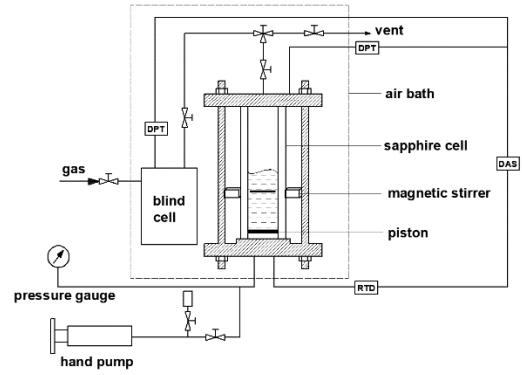 vent
DPT
air bath
DPT
sapphire cell
gas
DAS
blind
cell
magnetic stirrer
piston
pressure gauge
RTD
hand pump